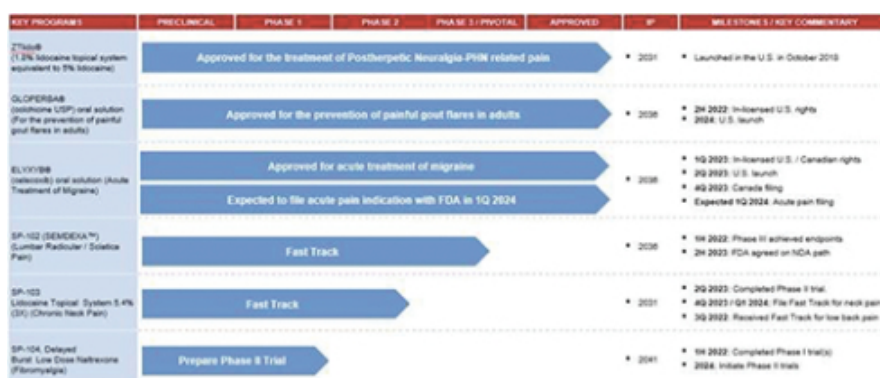 KEY PROGRAMS PRECLINICAL PHASE 1 PHASE 2 PHASE 3 / PIVOTAL APPROVED IP MILESTONES / KEY COMMENTARY
ZTlido®
(1.8% lidocaine topical system
equivalent to 5% lidocaine)
Approved for the treatment of Postherpetic Neuralgia-PHN related pain
• 2031
• Launched in the U.S. in October 2018
GLOPERBA®
(colchicine USP) oral solution
(For the prevention of painful
gout flares in adults)
Approved for the prevention of painful gout flares in adults
• 2036
• 2H 2022: In-licensed U.S. rights
• 2024: U.S. launch
ELYXYB®
(celecoxib) oral solution (Acute
Treatment of Migraine)
Approved for acute treatment of migraine
Expected to file acute pain indication with FDA in 1Q 2024
• 2036
• 1Q 2023: In-licensed U.S. / Canadian rights
• 2Q 2023: U.S. launch
• 4Q 2023: Canada filing
• Expected 1Q 2024: Acute pain filing
SP-102 (SEMDEXA™)
(Lumbar Radicular / Sciatica
Pain)
Fast Track
• 2036
• 1H 2022: Phase III achieved endpoints
• 2H 2023: FDA agreed on NDA path
SP-103
Lidocaine Topical System 5.4%
(3X) (Chronic Neck Pain)
Fast Track
• 2031
• 2Q 2023: Completed Phase II trial.
• 4Q 2023 / Q1 2024: File Fast Track for neck pain
• 3Q 2022: Received Fast Track for low back pain
SP-104, Delayed
Burst Low Dose Naltrexone
(Fibromyalgia)
Prepare Phase II Trial
• 2041
• 1H 2022: Completed Phase I trial(s)
• 2024: Initiate Phase II trials